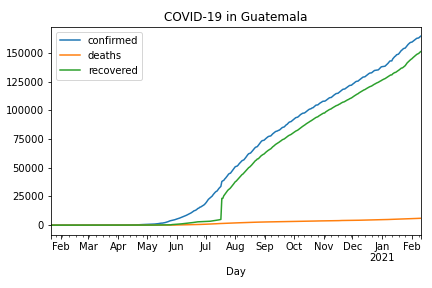 COVID-19 in Guatemala
confirmed
deaths
recovered
150000
125000
100000
75000
50000
25000
0
Feb Mar Apr May Jun Jul Aug Sep Oct Nov Dec Jan Feb
2021
Day